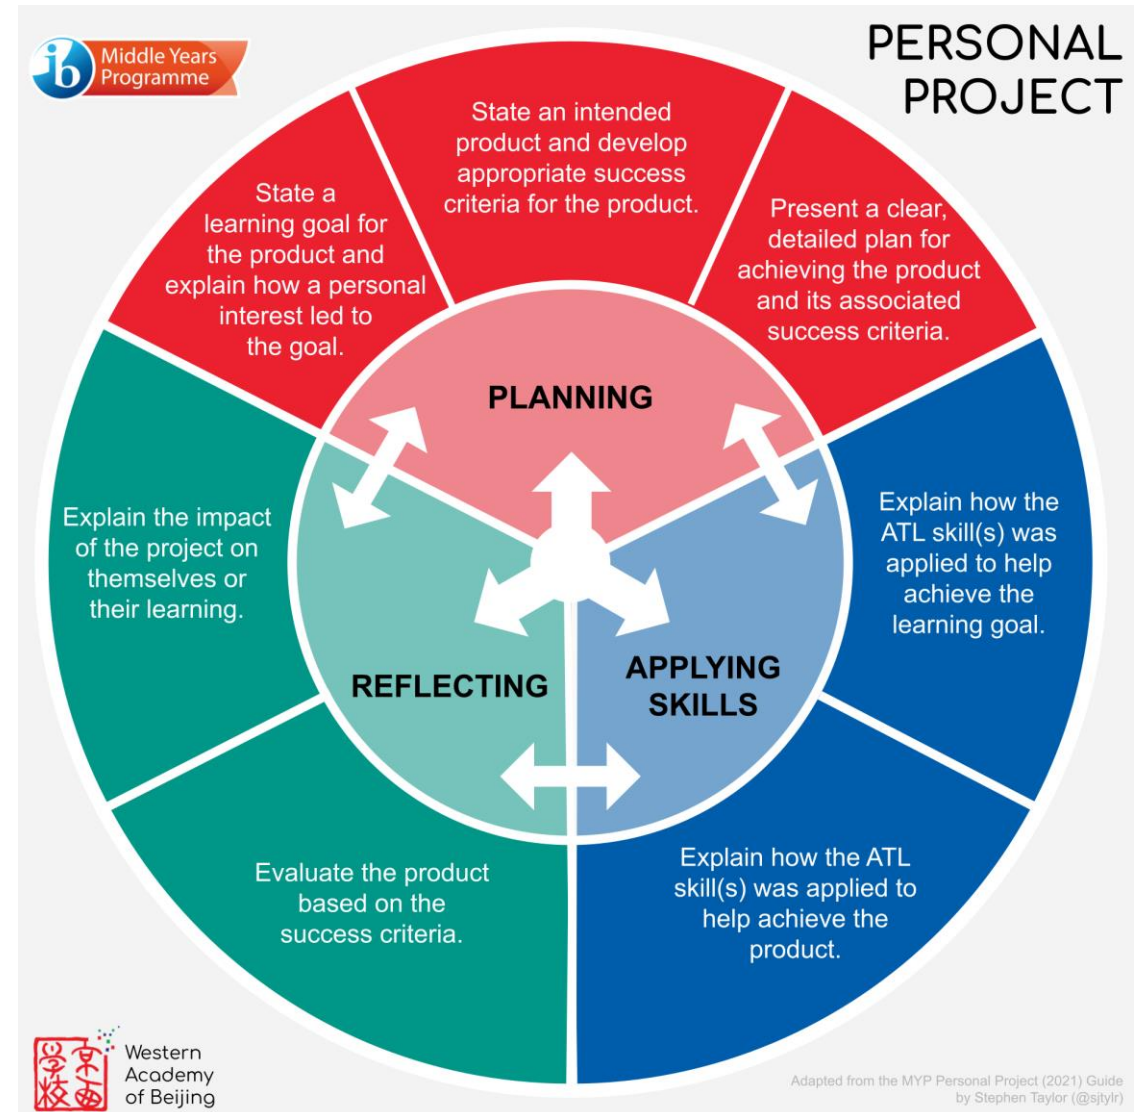 ib
Middle Years
Programme
PERSONAL
PROJECT
State a
learning goal for
the product and
explain how a personal
interest led to
the goal.
State an intended
product and develop
appropriate success
criteria for the product.
Present a clear,
detailed plan for
achieving the product
and its associated
success criteria.
PLANNING
Explain how the
ATL skill(s) was
applied to help
achieve the
learning goal.
Explain how the ATL
skill(s) was applied to
help achieve the
product.
APPLYING
SKILLS
Evaluate the product
based on the
success criteria.
Explain the impact
of the project on
themselves or
their learning.
REFLECTING
京西
學校
Western
Academy
of Beijing
Adapted from the MYP Personal Project (2021) Guide
by Stephen Taylor (@sjtylr)